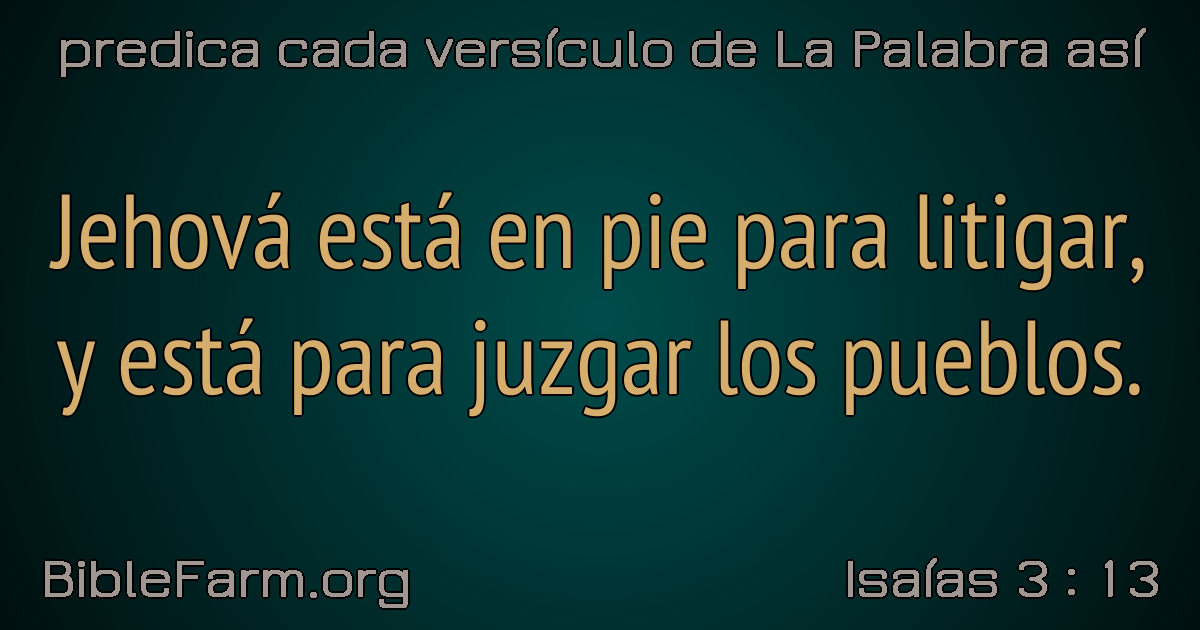 predica cada versículo de La Palabra así
Jehová está en pie para litigar,
y está para juzgar los pueblos.
BibleFarm.org
Isaías 3 : 13